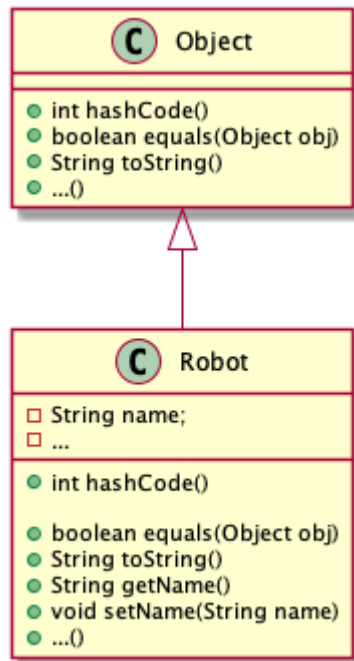 C Object
int hashCode()
boolean equals(Object obj)
String toString()
...()
C Robot
String name;
...
int hashCode()
boolean equals(Object obj)
String toString()
String getName()
void setName(String name)
...()